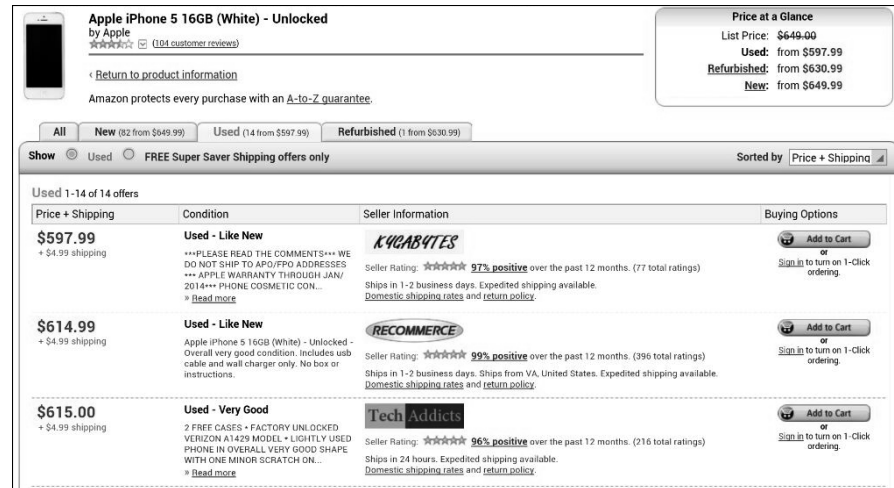 Apple iPhone 5 16GB (White) - Unlocked
by Apple
(104 customer reviews)
‹ Return to product information
Amazon protects every purchase with an A-to-Z guarantee.
Price at a Glance
List Price: $649.00
Used: from $597.99
Refurbished: from $630.99
New: from $649.99
All New (82 from $649.99) Used (14 from $597.99) Refurbished (1 from $630.99)
Show Used FREE Super Saver Shipping offers only Sorted by Price + Shipping
Used 1-14 of 14 offers
Price + Shipping Condition Seller Information Buying Options
$597.99
+ $4.99 shipping
Used - Like New
***PLEASE READ THE COMMENTS*** WE
DO NOT SHIP TO APO/FPO ADDRESSES
*** APPLE WARRANTY THROUGH JAN/
2014*** PHONE COSMETIC CON...
» Read more
KYGABYTES
Seller Rating: 97% positive over the past 12 months. (77 total ratings)
Ships in 1-2 business days. Expedited shipping available.
Domestic shipping rates and return policy.
Add to Cart
or
Sign in to turn on 1-Click
ordering.
$614.99
+ $4.99 shipping
Used - Like New
Apple iPhone 5 16GB (White) - Unlocked -
Overall very good condition. Includes usb
cable and wall charger only. No box or
instructions.
RECOMMERCE
Seller Rating: 99% positive over the past 12 months. (396 total ratings)
Ships in 1-2 business days. Ships from VA, United States. Expedited shipping available.
Domestic shipping rates and return policy.
Add to Cart
or
Sign in to turn on 1-Click
ordering.
$615.00
+ $4.99 shipping
Used - Very Good
2 FREE CASES • FACTORY UNLOCKED
VERIZON A1429 MODEL • LIGHTLY USED
PHONE IN OVERALL VERY GOOD SHAPE
WITH ONE MINOR SCRATCH ON...
» Read more
Tech Addicts
Seller Rating: 96% positive over the past 12 months. (216 total ratings)
Ships in 24 hours. Expedited shipping available.
Domestic shipping rates and return policy.
Add to Cart
or
Sign in to turn on 1-Click
ordering.